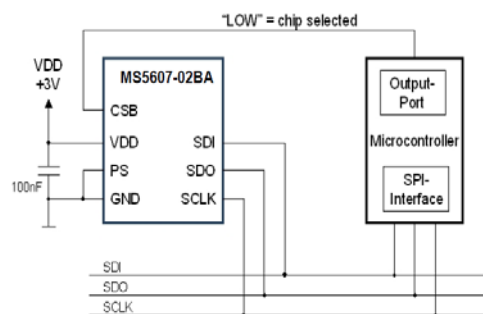 “LOW” = chip selected
VDD
+3V
MS5607-02BA
CSB
VDD
PS
GND
SDI
SDO
SCLK
100nF
Output-
Port
Microcontroller
SPI-
Interface
SDI
SDO
SCLK